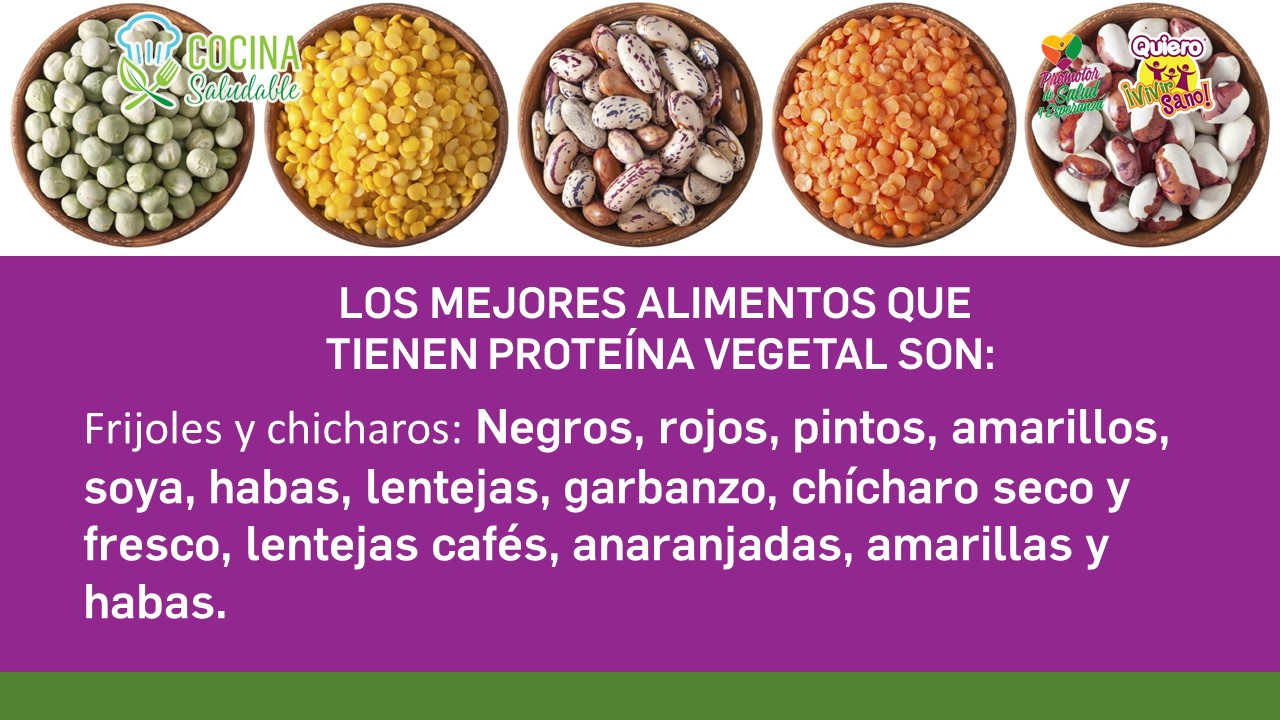 COCINA
Saludable
Promotor
de Salud
y Esperanza
Quiero
¡Vivir
Sano!
LOS MEJORES ALIMENTOS QUE
TIENEN PROTEÍNA VEGETAL SON:
Frijoles y chicharos: Negros, rojos, pintos, amarillos,
soya, habas, lentejas, garbanzo, chícharo seco y
fresco, lentejas cafés, anaranjadas, amarillas y
habas.